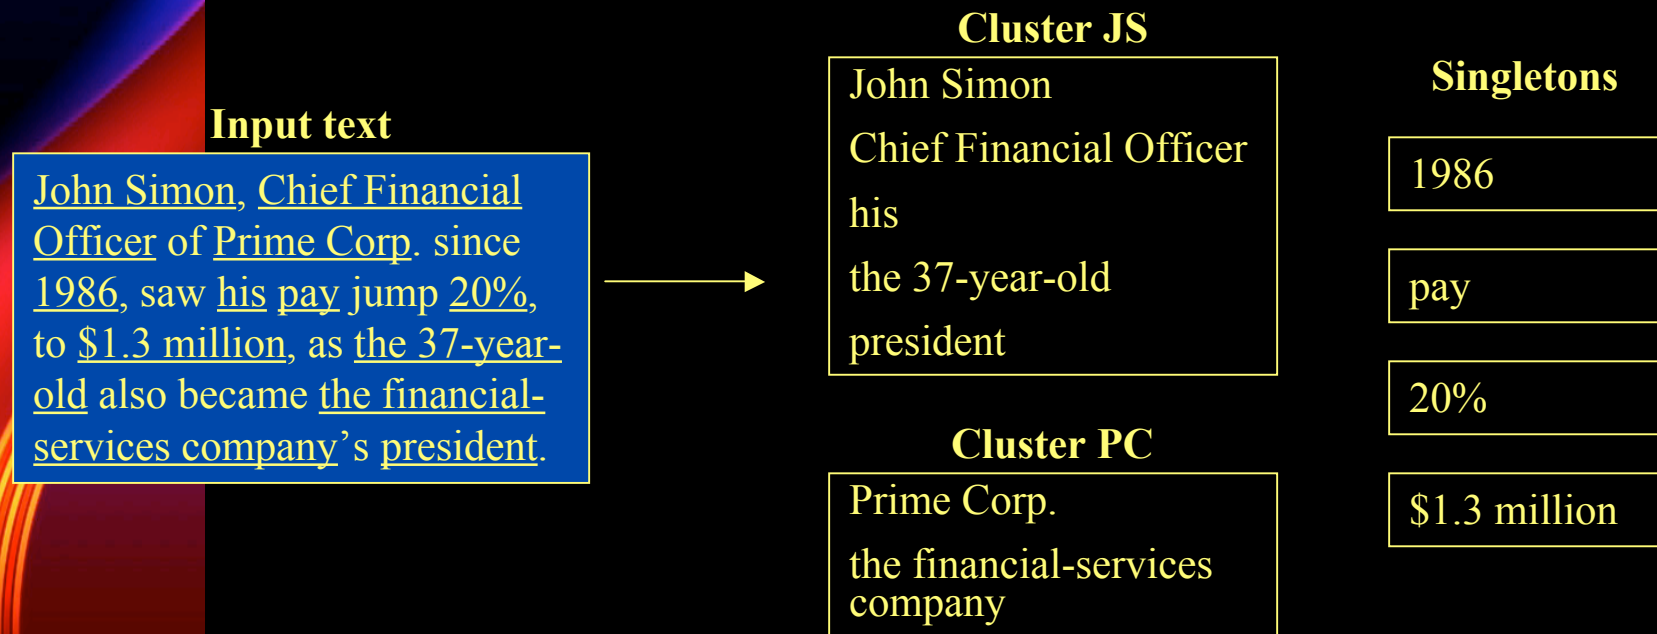 Input text
John Simon, Chief Financial
Officer of Prime Corp. since
1986, saw his pay jump 20%,
to $1.3 million, as the 37-year-
old also became the financial-
services company’s president.
Cluster JS
John Simon
Chief Financial Officer
his
the 37-year-old
president
Cluster PC
Prime Corp.
the financial-services
company
Singletons
1986
pay
20%
$1.3 million